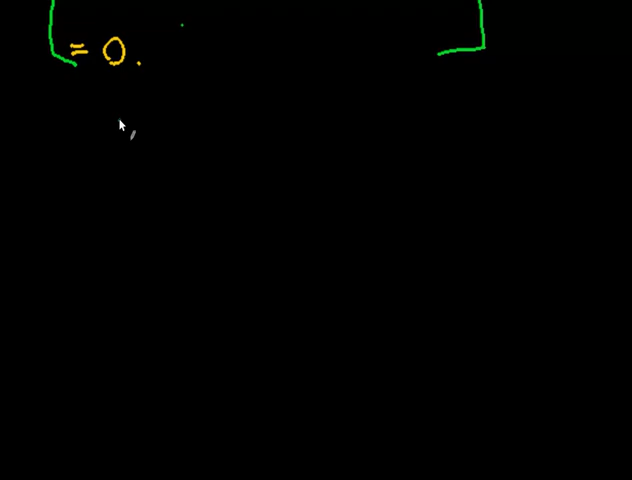 = 0.